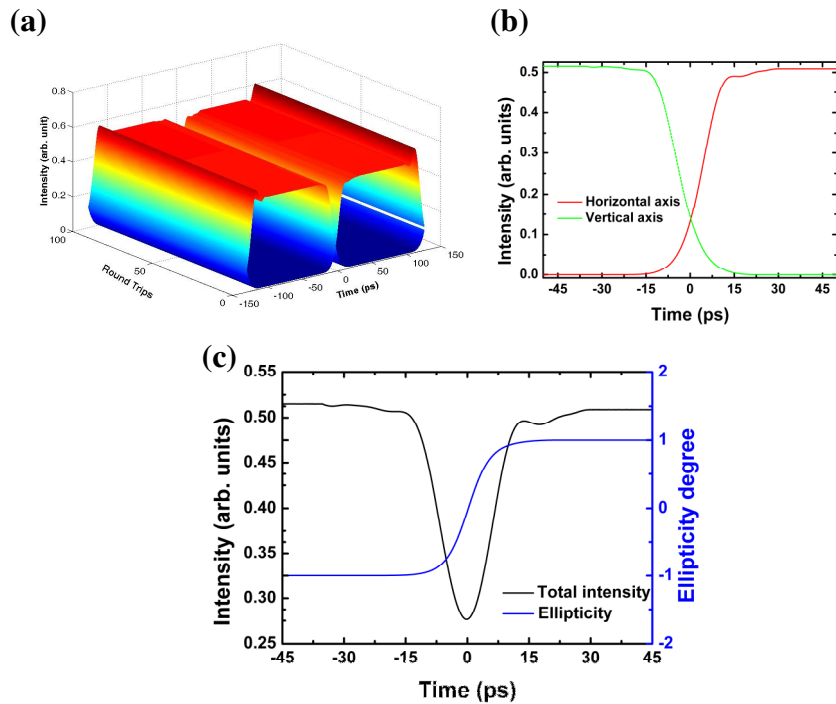 (a)
0.8
0.6
0.4
0.2
0
Intensity (arb. unit)
100
50
0
Round Trips
-150
-100
-50
0
50
100
150
Time (ps)
(b)
0.5
0.4
0.3
0.2
0.1
0.0
Intensity (arb. units)
Horizontal axis
Vertical axis
-45 -30 -15 0 15 30 45
Time (ps)
(c)
0.55
0.50
0.45
0.40
0.35
0.30
0.25
Intensity (arb. units)
2
1
0
-1
-2
Ellipticity degree
Total intensity
Ellipticity
-45 -30 -15 0 15 30 45
Time (ps)